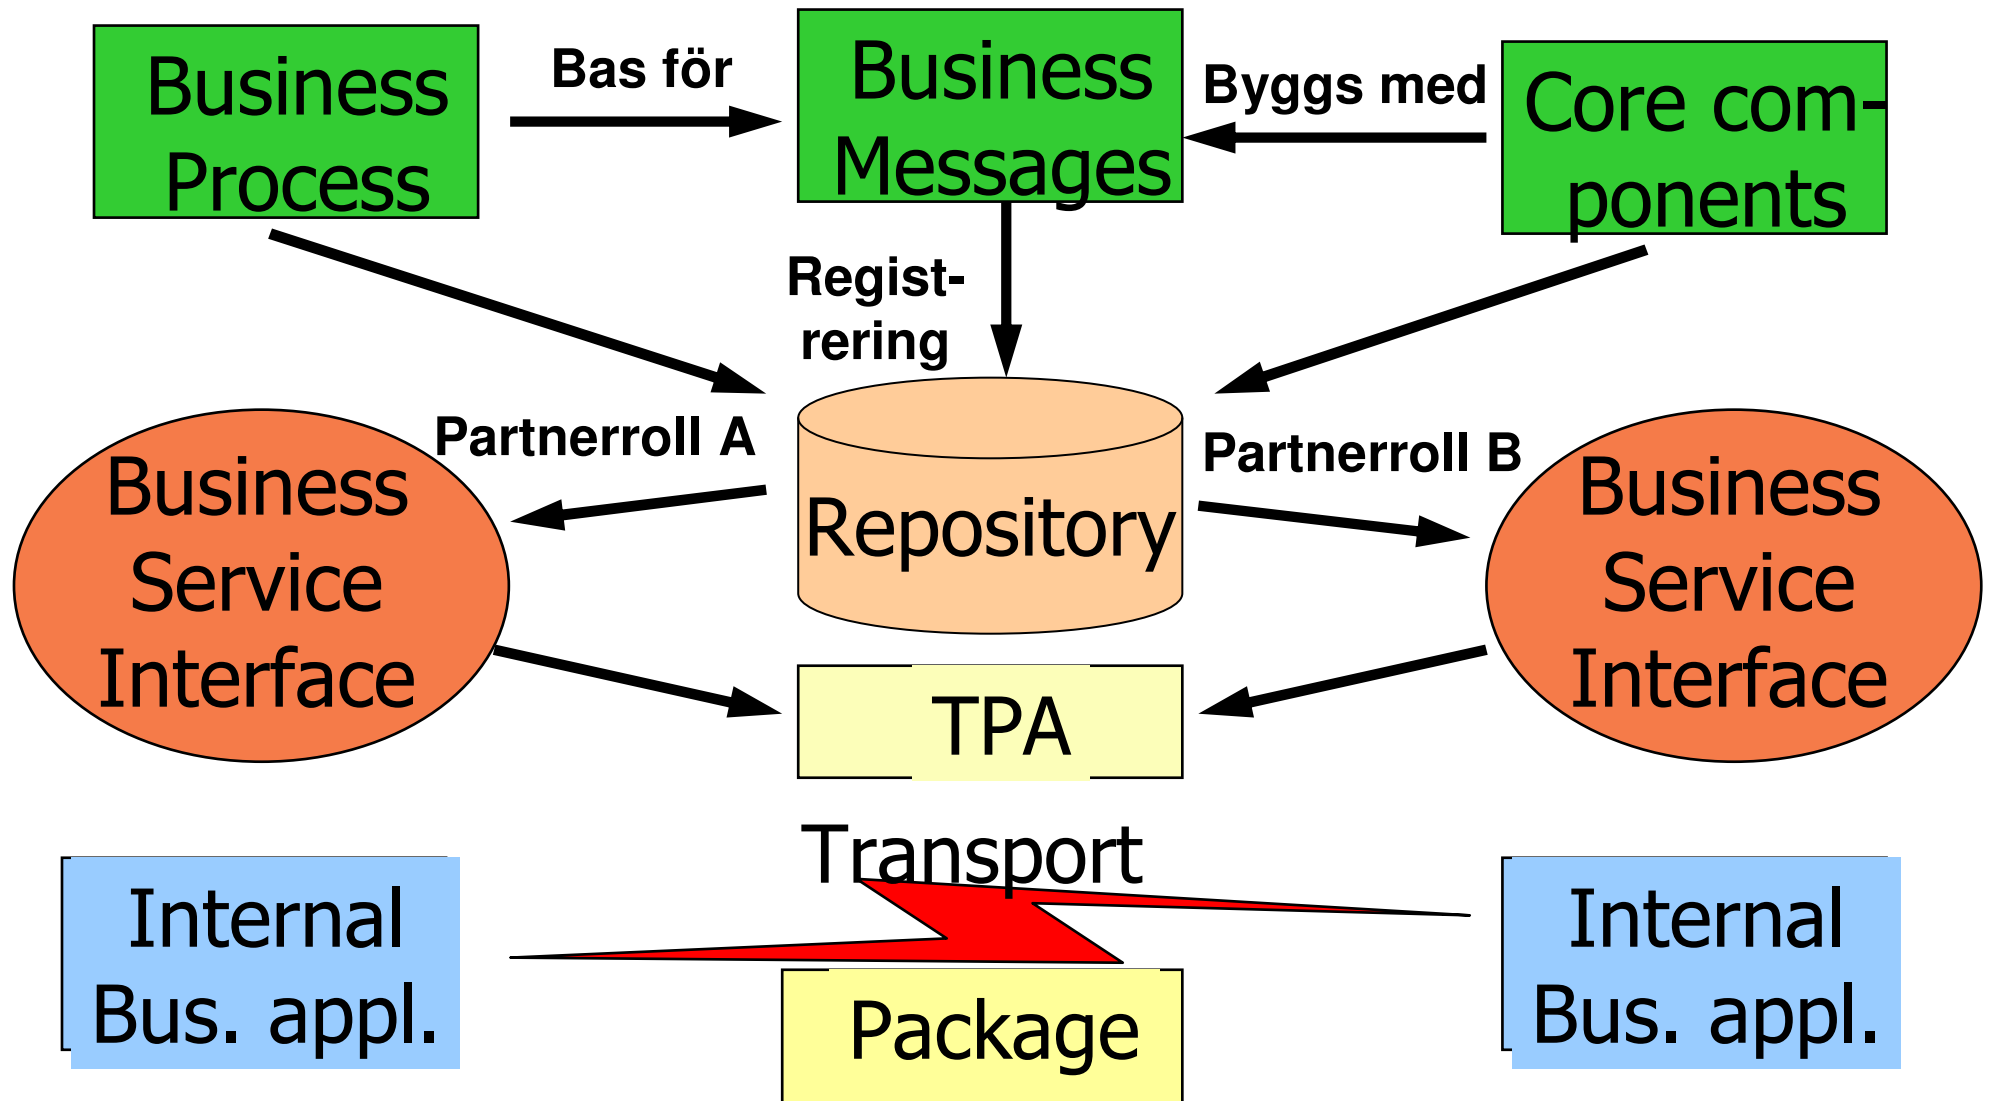 Business
Process
Bas för
Business
Messages
Byggs med
Core com-
ponents
Regist-
rering
Partnerroll A
Repository
Partnerroll B
Business
Service
Interface
Business
Service
Interface
TPA
Transport
Internal
Bus. appl.
Package
Internal
Bus. appl.